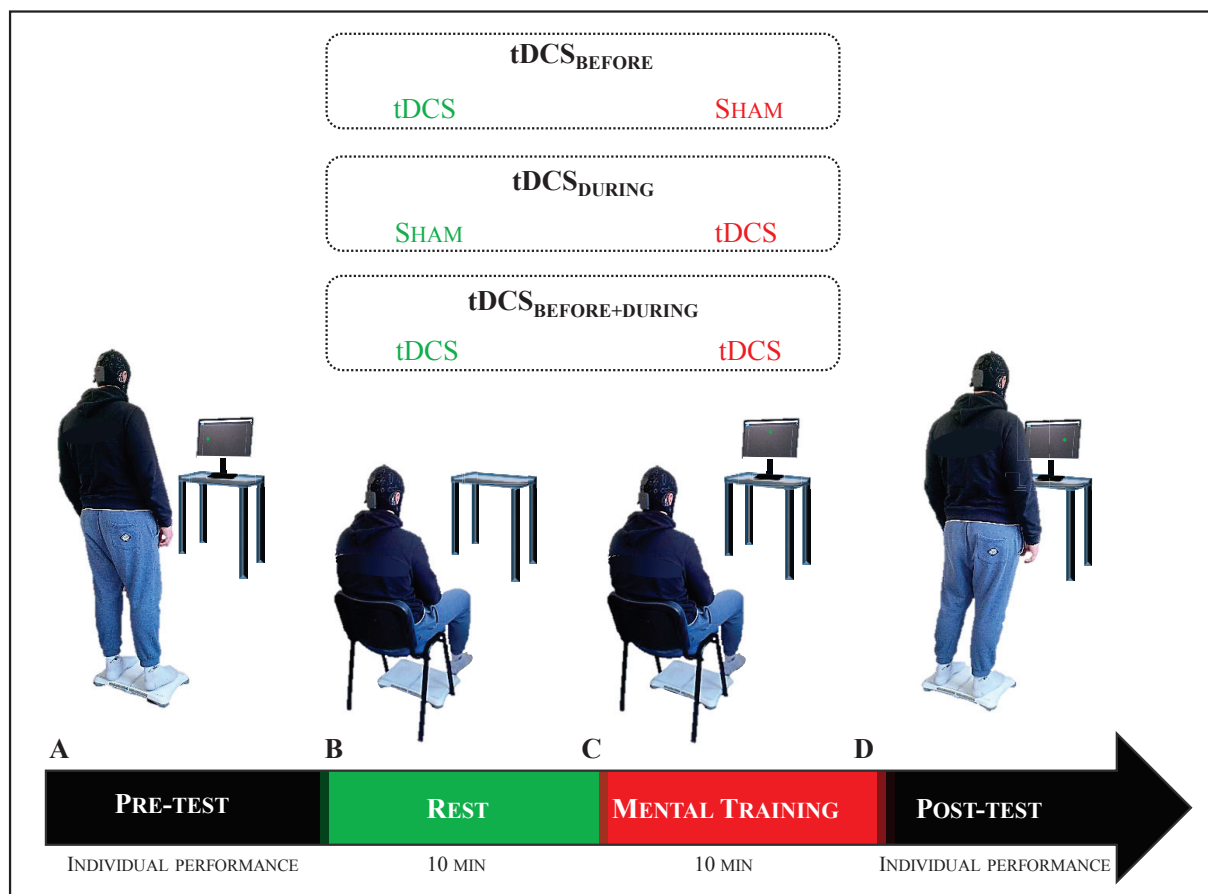 tDCSBEFORE
tDCS SHAM
tDCSDURING
SHAM tDCS
tDCSBEFORE+DURING
tDCS tDCS
A B C D
PRE-TEST REST MENTAL TRAINING POST-TEST
INDIVIDUAL PERFORMANCE 10 MIN 10 MIN INDIVIDUAL PERFORMANCE